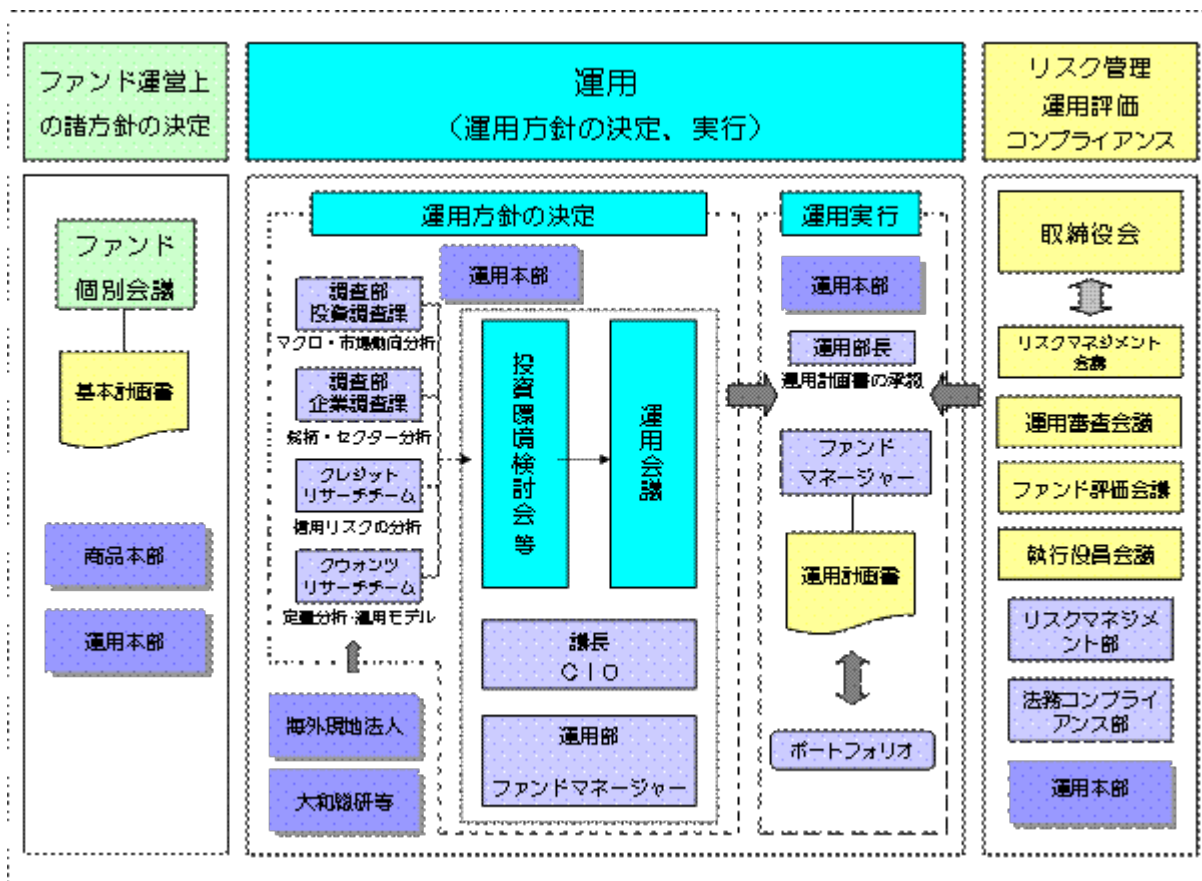 ファンド運営上
の諸方針の決定
運用
(運用方針の決定、実行)
リスク管理
運用評価
コンプライアンス
ファンド
個別会議
基本計画書
商品本部
運用本部
運用方針の決定
運用本部
調査部
投資調査課
マクロ・市場動向分析
調査部
企業調査課
銘柄・セクター分析
クレジット
リサーチチーム
信用リスクの分析
クウォンツ
リサーチチーム
定量分析・運用モデル
海外現地法人
大和総研等
投資環境検討会等
運用会議
議長
CIO
運用部
ファンドマネージャー
運用実行
運用本部
運用部長
運用計画書の承認
ファンド
マネージャー
運用計画書
ポートフォリオ
取締役会
リスクマネジメント
会議
運用審査会議
ファンド評価会議
執行役員会議
リスクマネジメ
ント部
法務コンプライ
アンス部
運用本部